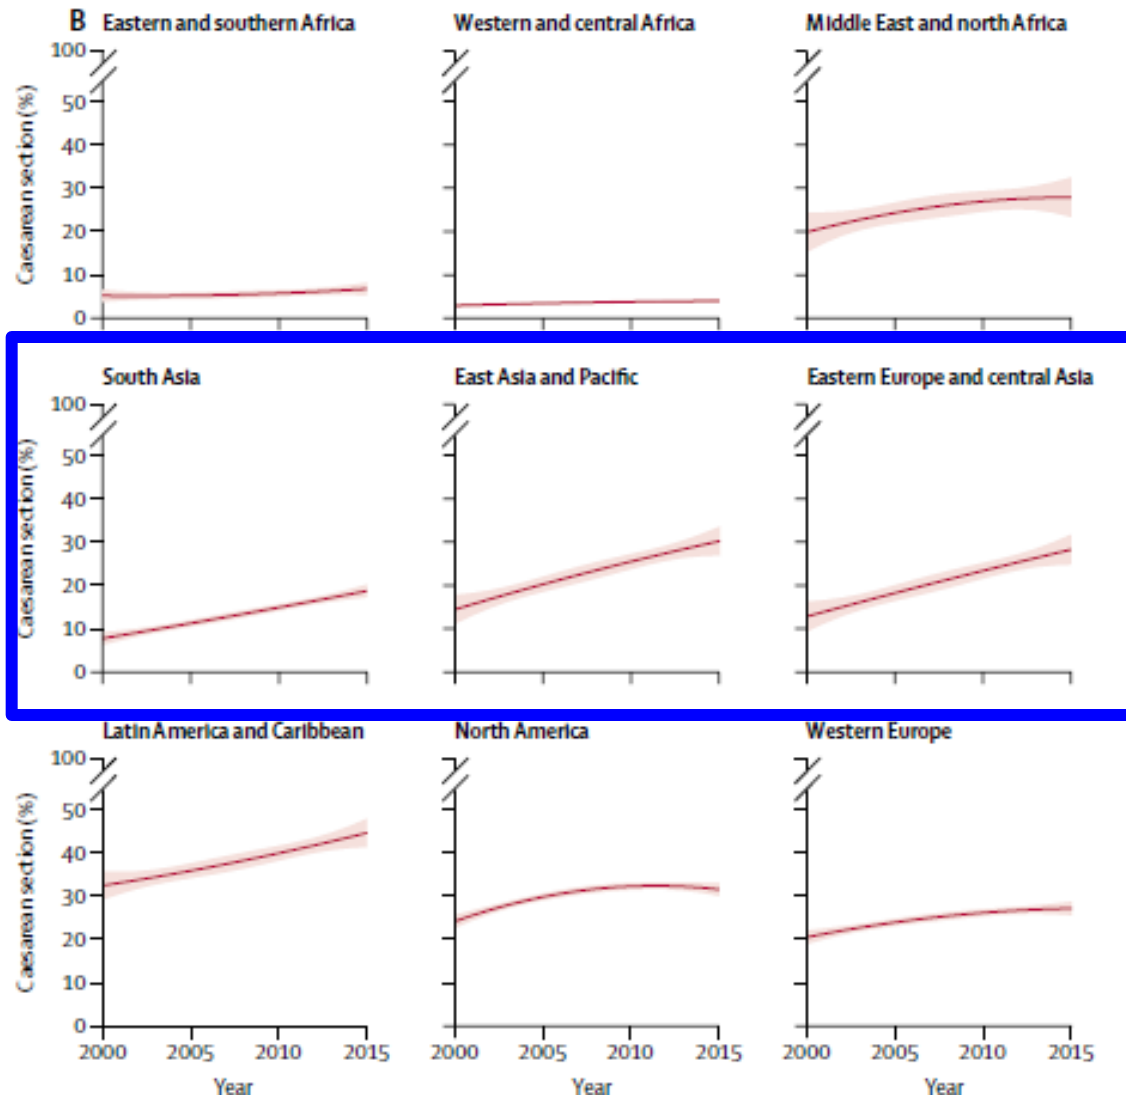 B Eastern and southern Africa
Western and central Africa
Middle East and north Africa
Caesarean section (%)
100
50
40
30
20
10
0
South Asia
East Asia and Pacific
Eastern Europe and central Asia
Caesarean section (%)
100
50
40
30
20
10
0
Latin America and Caribbean
North America
Western Europe
Caesarean section (%)
100
50
40
30
20
10
0
2000 2005 2010 2015
2000 2005 2010 2015
2000 2005 2010 2015
Year
Year
Year